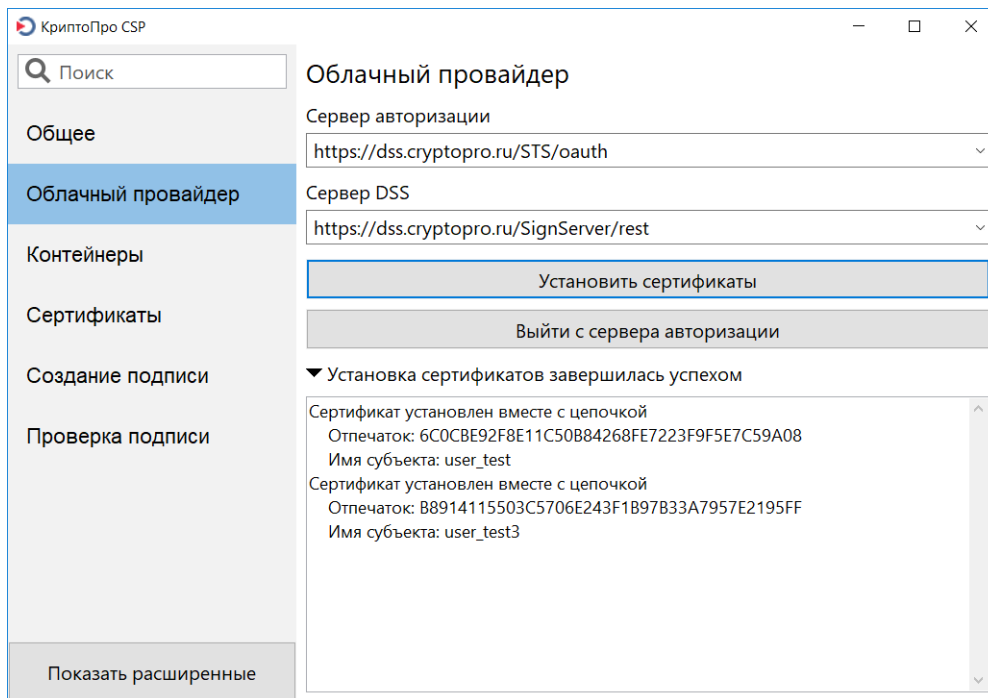 КриптоПро CSP
Поиск
Общее
Облачный провайдер
Контейнеры
Сертификаты
Создание подписи
Проверка подписи
Показать расширенные
Облачный провайдер
Сервер авторизации
https://dss.cryptopro.ru/STS/oauth
Сервер DSS
https://dss.cryptopro.ru/SignServer/rest
Установить сертификаты
Выйти с сервера авторизации
Установка сертификатов завершилась успехом
Сертификат установлен вместе с цепочкой
Отпечаток: 6C0CBE92F8E11C50B84268FE7223F9F5E7C59A08
Имя субъекта: user_test
Сертификат установлен вместе с цепочкой
Отпечаток: B8914115503C5706E243F1B97B33A7957E2195FF
Имя субъекта: user_test3